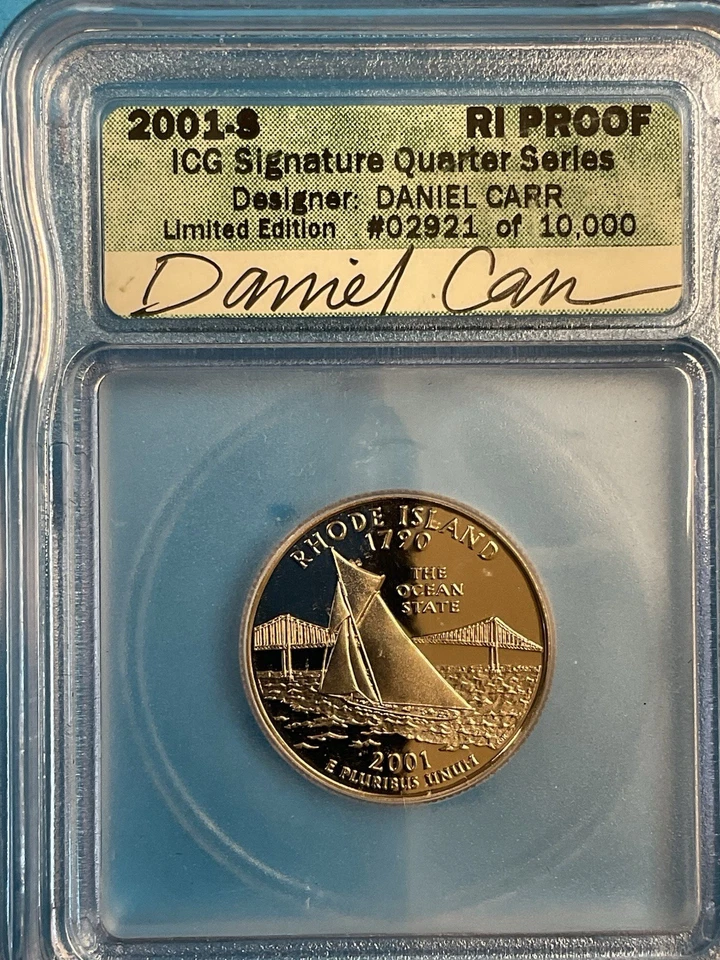 2001-S RI PROOF
ICG Signature Quarter Series
Designer: DANIEL CARR
Limited Edition #02921 of 10,000
Daniel Carr
RHODE ISLAND
1790
THE
OCEAN
STATE
2001
E PLURIBUS UNUM